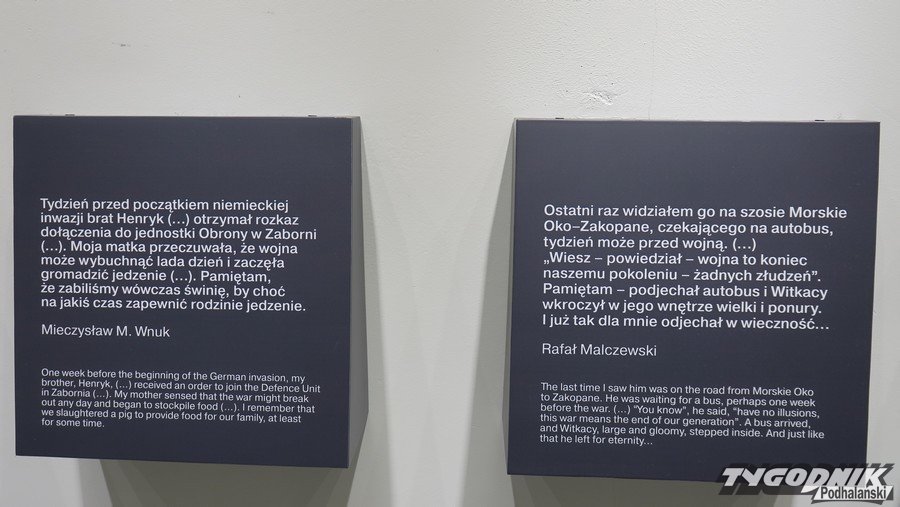 Tydzień przed początkiem niemieckiej
inwazji brat Henryk (...) otrzymał rozkaz
dołączenia do jednostki Obrony w Zaborni
(...). Moja matka przeczuwała, że wojna
może wybuchnąć lada dzień i zaczęła
gromadzić jedzenie (...). Pamiętam,
że zabiliśmy wówczas świnię, by choć
na jakiś czas zapewnić rodzinie jedzenie.
Mieczysław M. Wnuk
One week before the beginning of the German invasion, my
brother, Henryk, (...) received an order to join the Defence Unit
in Zabornia (...). My mother sensed that the war might break
out any day and began to stockpile food (...). I remember that
we slaughtered a pig to provide food for our family, at least
for some time.
Ostatni raz widziałem go na szosie Morskie
Oko–Zakopane, czekającego na autobus,
tydzień może przed wojną. (...)
„Wiesz – powiedział – wojna to koniec
naszemu pokoleniu – żadnych złudzeń”.
Pamiętam – podjechał autobus i Witkacy
wkroczył w jego wnętrze wielki i ponury.
I już tak dla mnie odjechał w wieczność...
Rafał Malczewski
The last time I saw him was on the road from Morskie Oko
to Zakopane. He was waiting for a bus, perhaps one week
before the war. (...) "You know", he said, "have no illusions,
this war means the end of our generation". A bus arrived,
and Witkacy, large and gloomy, stepped inside. And just like
that he left for eternity...
TYGODNIK
Podhalański